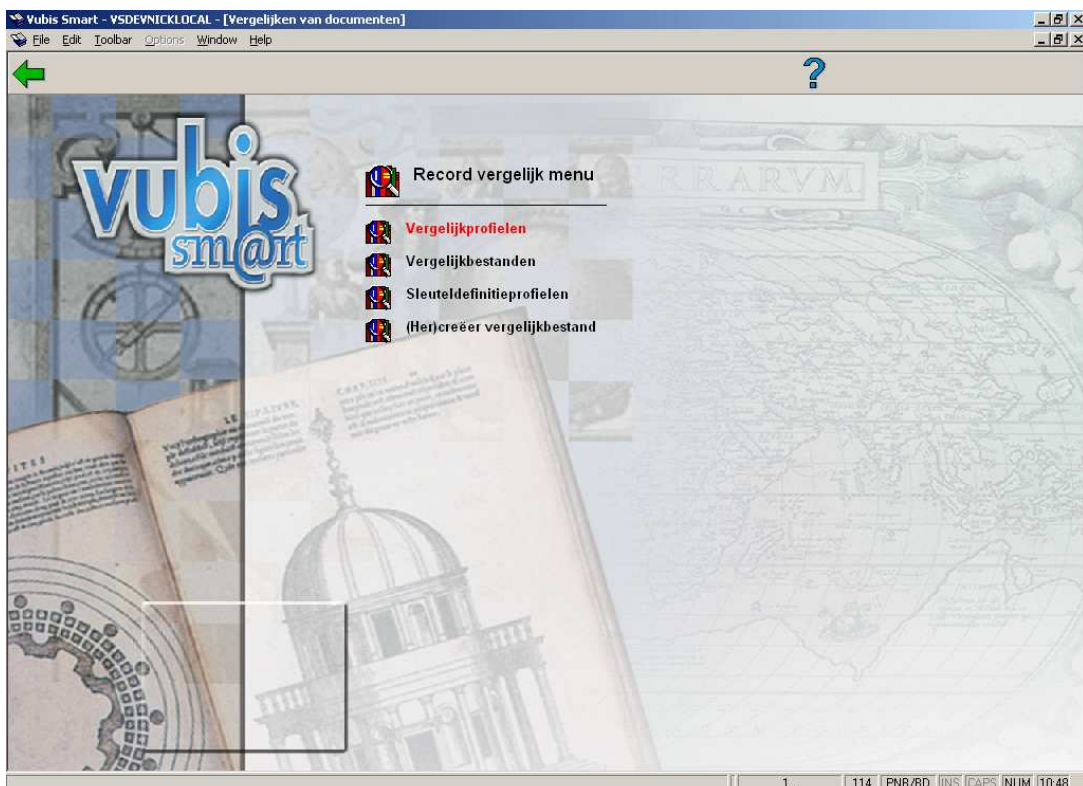 Vubis Smart - VSDEVNICKLOCAL - [Vergelijken van documenten]
File Edit Toolbar Options Window Help
?
vubis
sm@rt
Record vergelijk menu
Vergelijkprofielen
Vergelijkbestanden
Sleuteldefinitieprofielen
(Her)creëer vergelijkbestand
RRARVM
1... 114 PNB/BD INS CAPS NUM 10:48